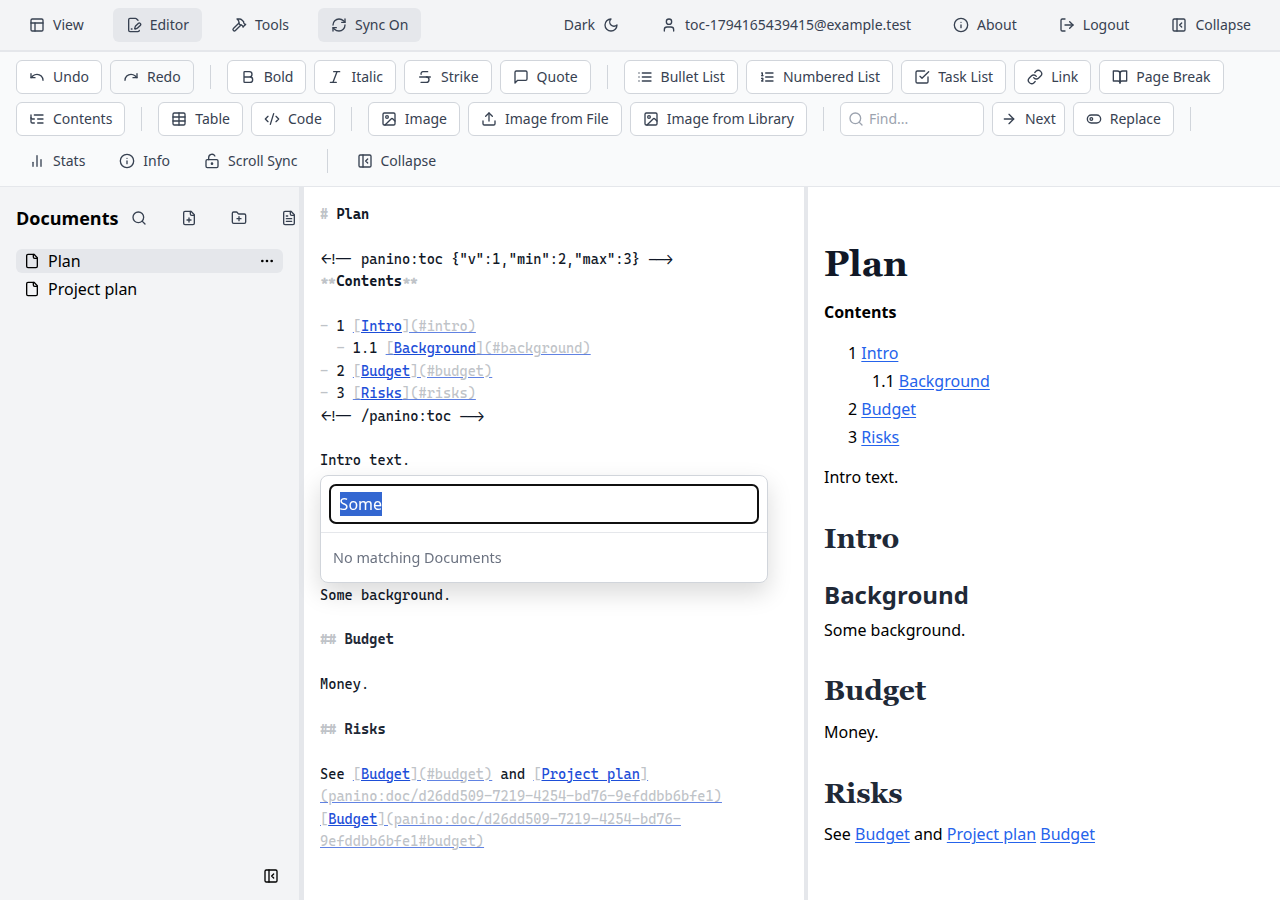 View Editor Tools Sync On Dark toc-1794165439415@example.test About Logout Collapse
Undo Redo Bold Italic Strike Quote Bullet List Numbered List Task List Link Page Break
Contents Table Code Image Image from File Image from Library Find... Next Replace
Stats Info Scroll Sync Collapse
Documents
Plan ...
Project plan
# Plan
<!-- panino:toc {"v":1,"min":2,"max":3} -->
**Contents**
- 1 [Intro](#intro)
- 1.1 [Background](#background)
- 2 [Budget](#budget)
- 3 [Risks](#risks)
<!-- /panino:toc -->
Intro text.
Some
No matching Documents
Some background.
## Budget
Money.
## Risks
See [Budget](#budget) and [Project plan]
(panino:doc/d26dd509-7219-4254-bd76-9efddbb6bfe1)
[Budget](panino:doc/d26dd509-7219-4254-bd76-
9efddbb6bfe1#budget)
Plan
Contents
1 Intro
1.1 Background
2 Budget
3 Risks
Intro text.
Intro
Background
Some background.
Budget
Money.
Risks
See Budget and Project plan Budget